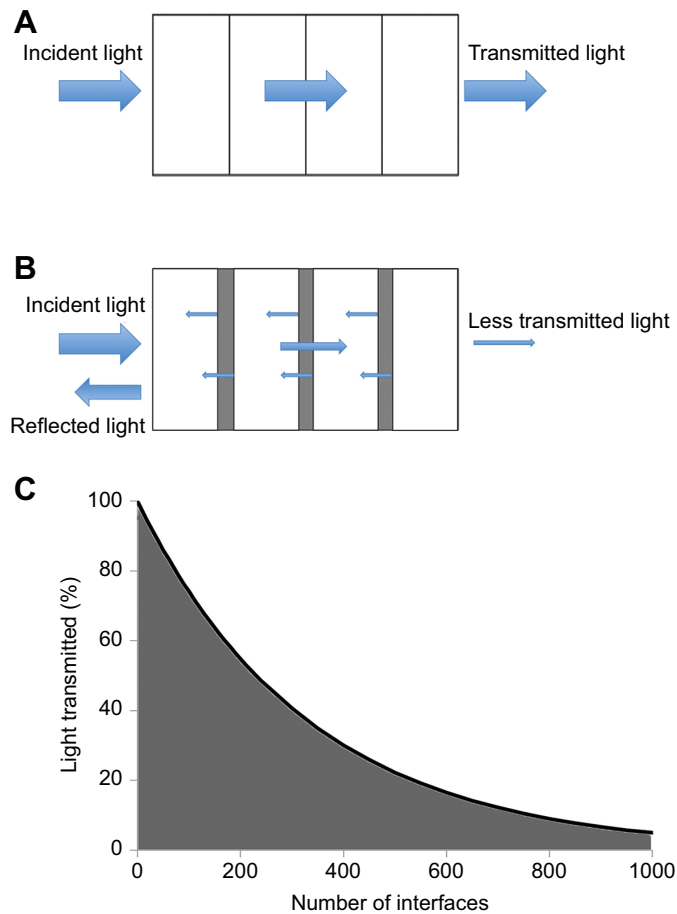 A
Incident light
Transmitted light
B
Incident light
Less transmitted light
Reflected light
C
Light transmitted (%)
100
80
60
40
20
0
0 200 400 600 800 1000
Number of interfaces